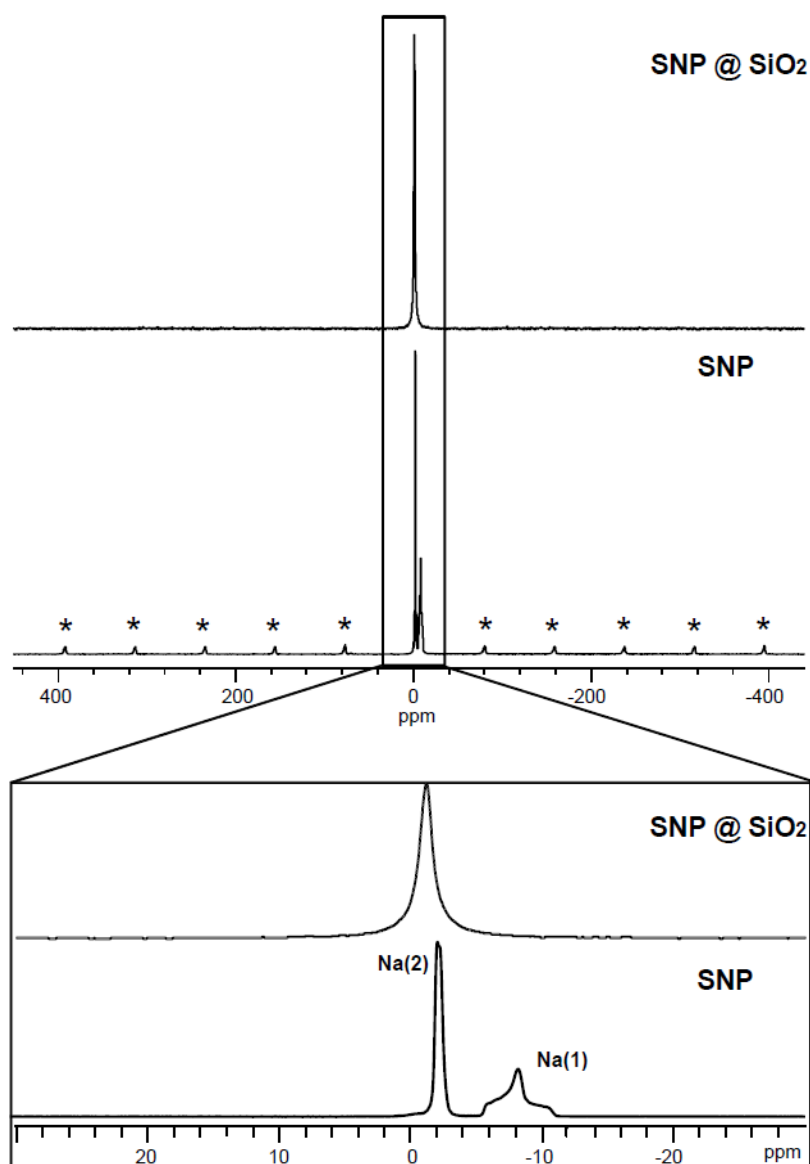 SNP @ SiO2
SNP
* * * * * * * * * *
400 200 0 -200 -400
ppm
SNP @ SiO2
Na(2)
SNP
Na(1)
20 10 0 -10 -20 ppm